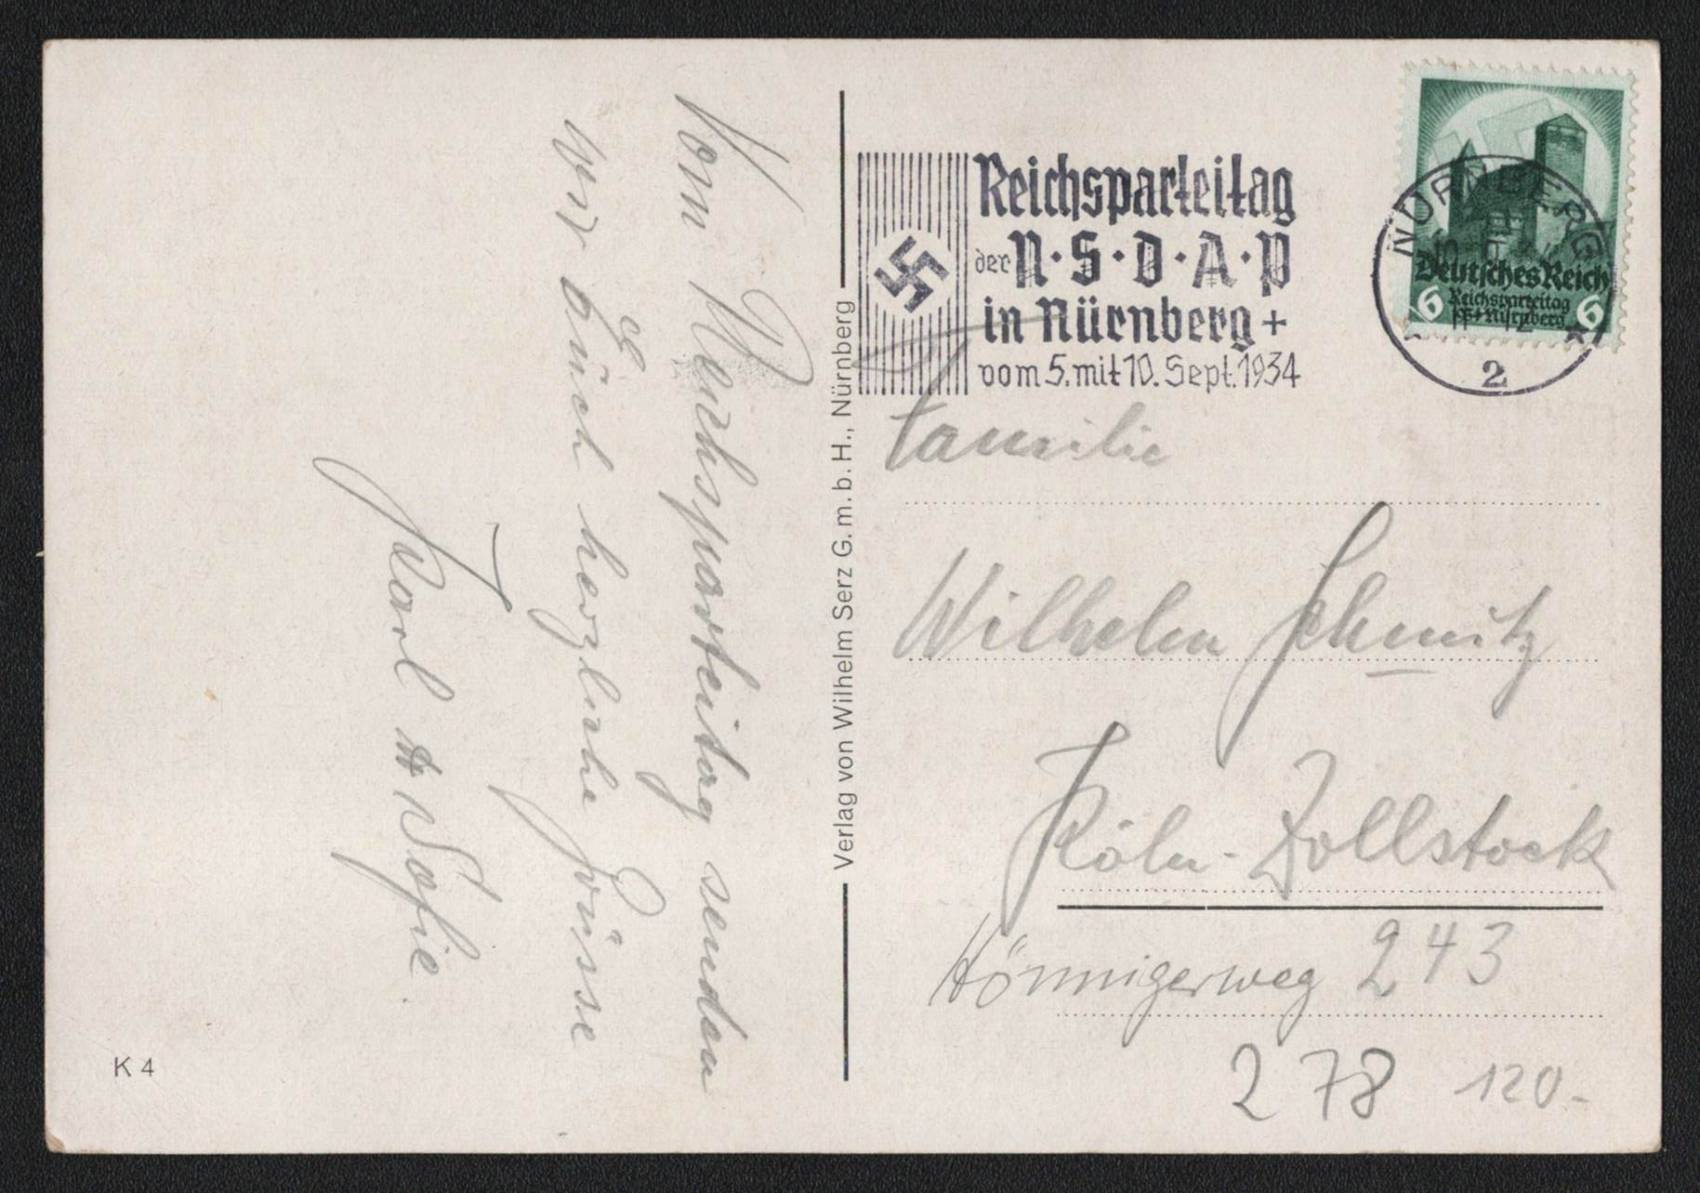 Vom Reichsparteitag senden
wir Euch herzliche Grüsse
Karl & Sofie.
K 4
Verlag von Wilhelm Serz G. m. b. H., Nürnberg
Reichsparteitag
der N·S·D·A·P
in Nürnberg +
vom 5. mit 10. Sept. 1934
NÜRNBERG
2
Deutsches Reich
6 Reichsparteitag 6
1934 Nürnberg
Familie
Wilhelm Schmitz
Köln-Zollstock
Hönnigerweg 243
278 120.-